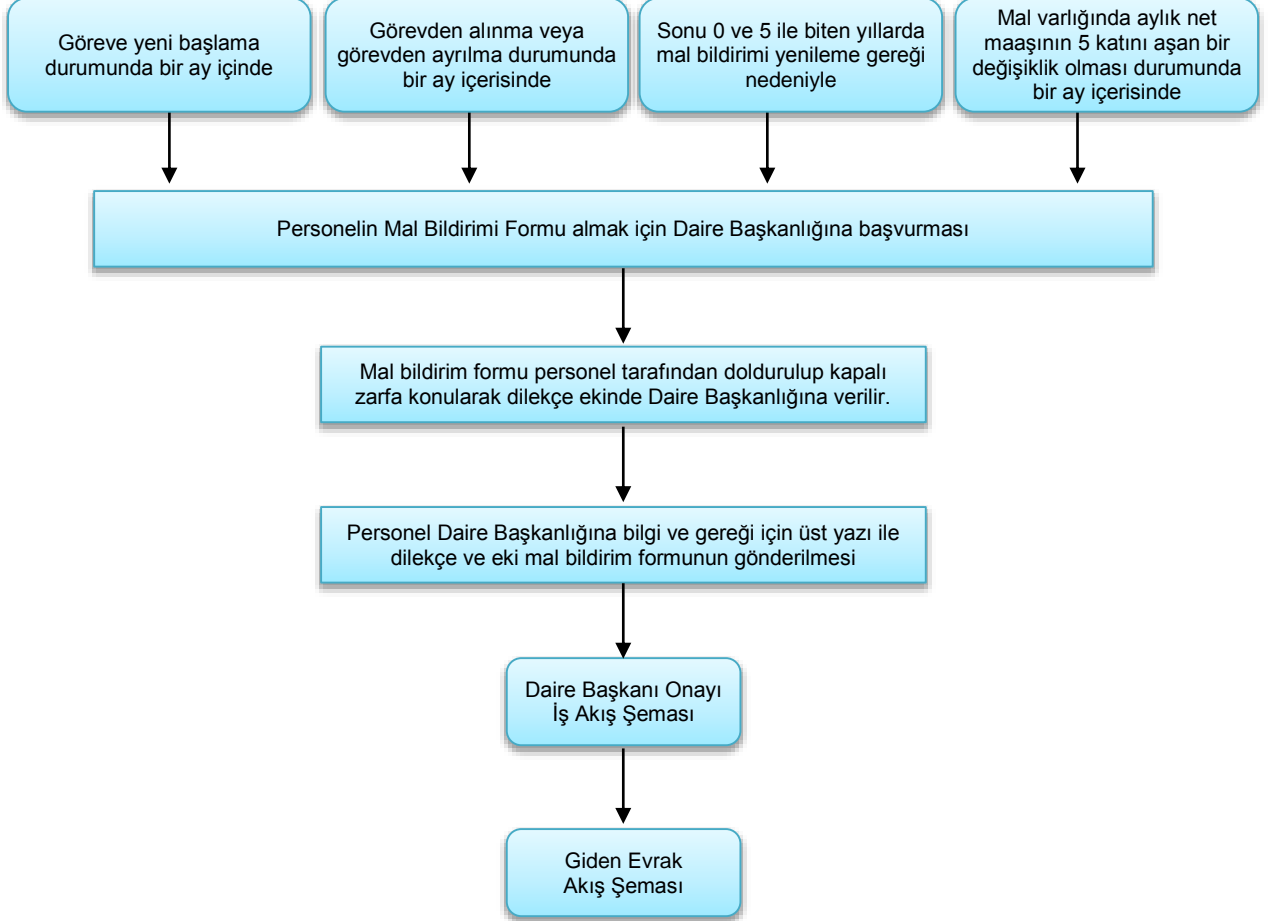 Göreve yeni başlama
durumunda bir ay içinde
Görevden alınma veya
görevden ayrılma durumunda
bir ay içerisinde
Sonu 0 ve 5 ile biten yıllarda
mal bildirimi yenileme gereği
nedeniyle
Mal varlığında aylık net
maaşının 5 katını aşan bir
değişiklik olması durumunda
bir ay içerisinde
Personelin Mal Bildirimi Formu almak için Daire Başkanlığına başvurması
Mal bildirim formu personel tarafından doldurulup kapalı
zarfa konularak dilekçe ekinde Daire Başkanlığına verilir.
Personel Daire Başkanlığına bilgi ve gereği için üst yazı ile
dilekçe ve eki mal bildirim formunun gönderilmesi
Daire Başkanı Onayı
İş Akış Şeması
Giden Evrak
Akış Şeması